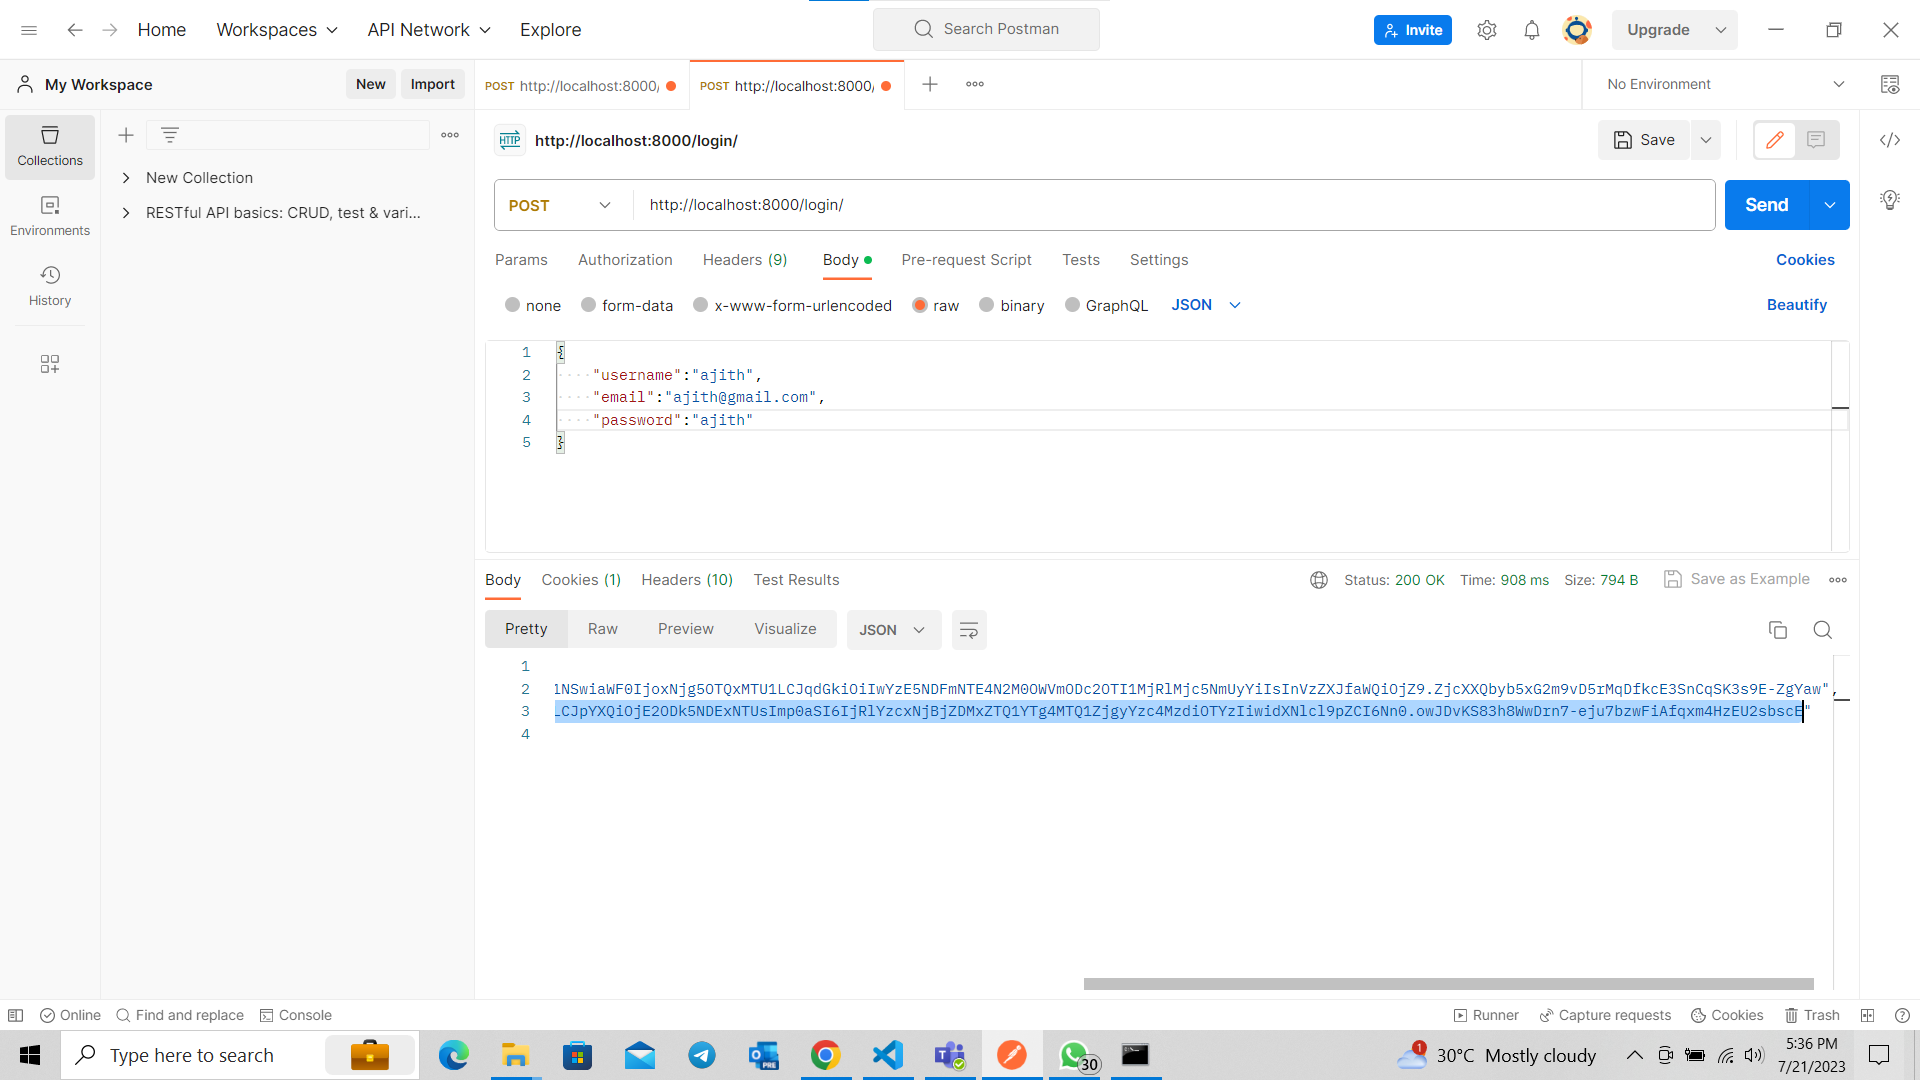 Home
Workspaces
API Network
Explore
Search Postman
Invite
Upgrade
My Workspace
New
Import
POST http://localhost:8000/
POST http://localhost:8000/
No Environment
Collections
Environments
History
New Collection
RESTful API basics: CRUD, test & vari...
HTTP http://localhost:8000/login/
Save
POST
http://localhost:8000/login/
Send
Params
Authorization
Headers (9)
Body
Pre-request Script
Tests
Settings
Cookies
none
form-data
x-www-form-urlencoded
raw
binary
GraphQL
JSON
Beautify
1 {
2 "username":"ajith",
3 "email":"ajith@gmail.com",
4 "password":"ajith"
5 }
Body
Cookies (1)
Headers (10)
Test Results
Status: 200 OK
Time: 908 ms
Size: 794 B
Save as Example
Pretty
Raw
Preview
Visualize
JSON
1
2
3
4
Online
Find and replace
Console
Runner
Capture requests
Cookies
Trash
Type here to search
PRE
30
1
30°C Mostly cloudy
5:36 PM
7/21/2023